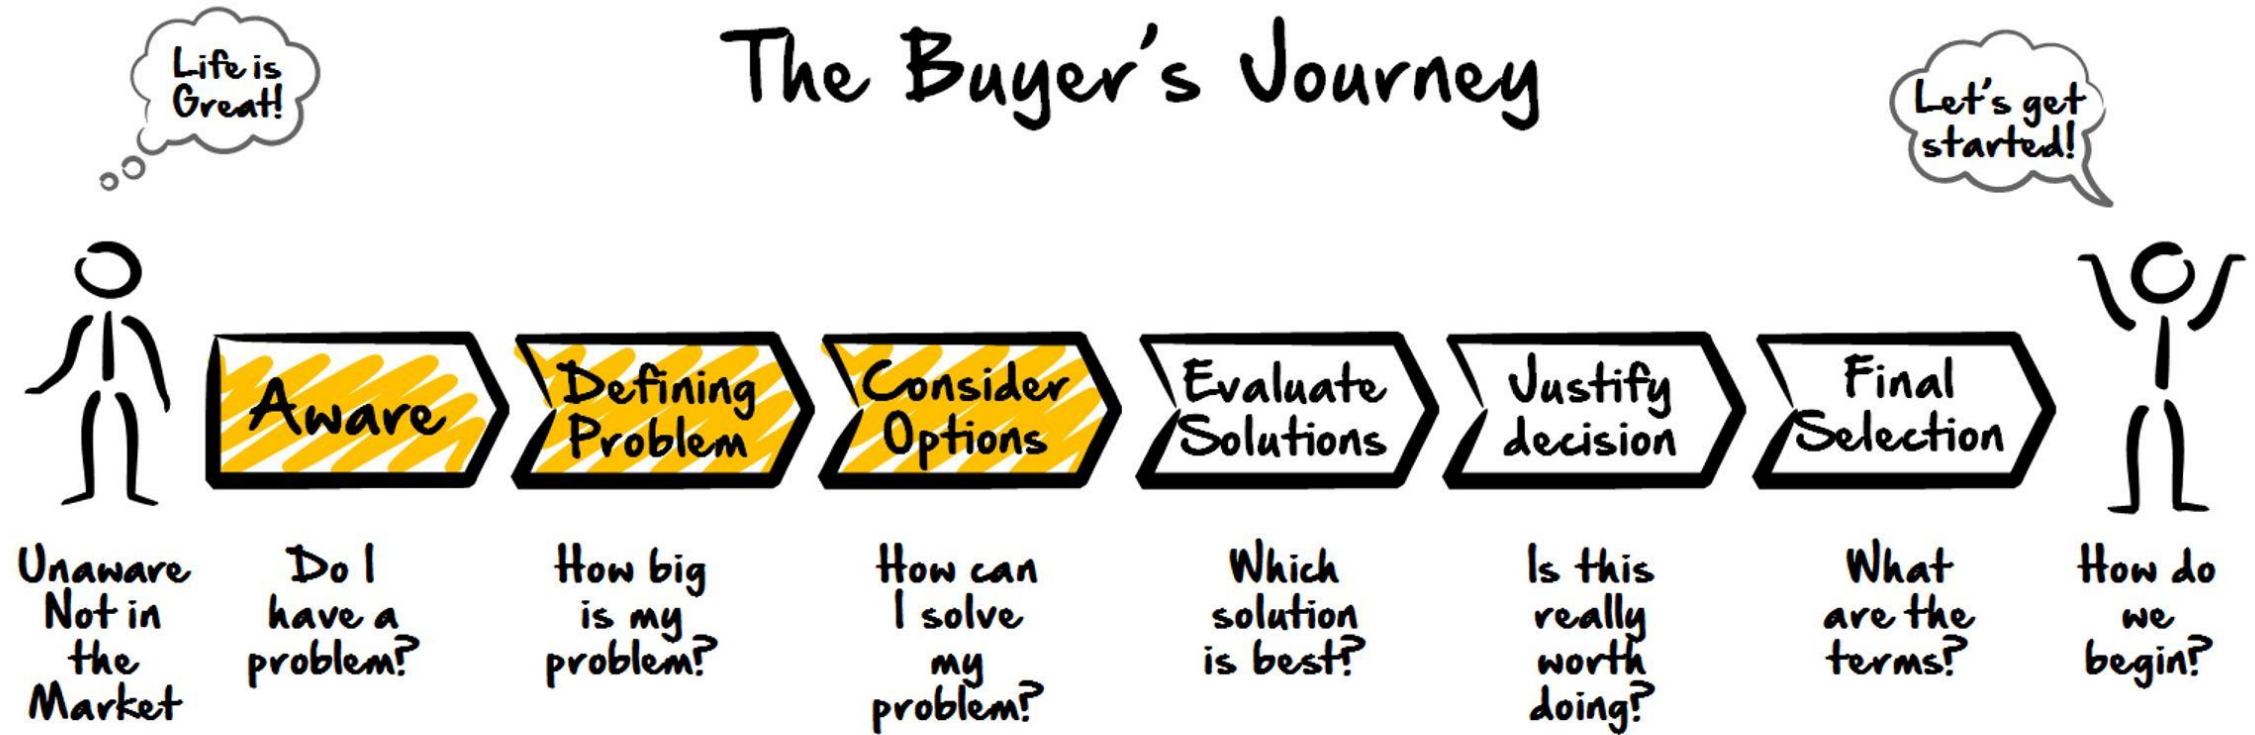 The Buyer's Journey
Life is
Great!
Let's get
started!
Aware
Defining
Problem
Consider
Options
Evaluate
Solutions
Justify
decision
Final
Selection
Unaware
Not in
the
Market
Do I
have a
problem?
How big
is my
problem?
How can
I solve
my
problem?
Which
solution
is best?
Is this
really
worth
doing?
What
are the
terms?
How do
we
begin?